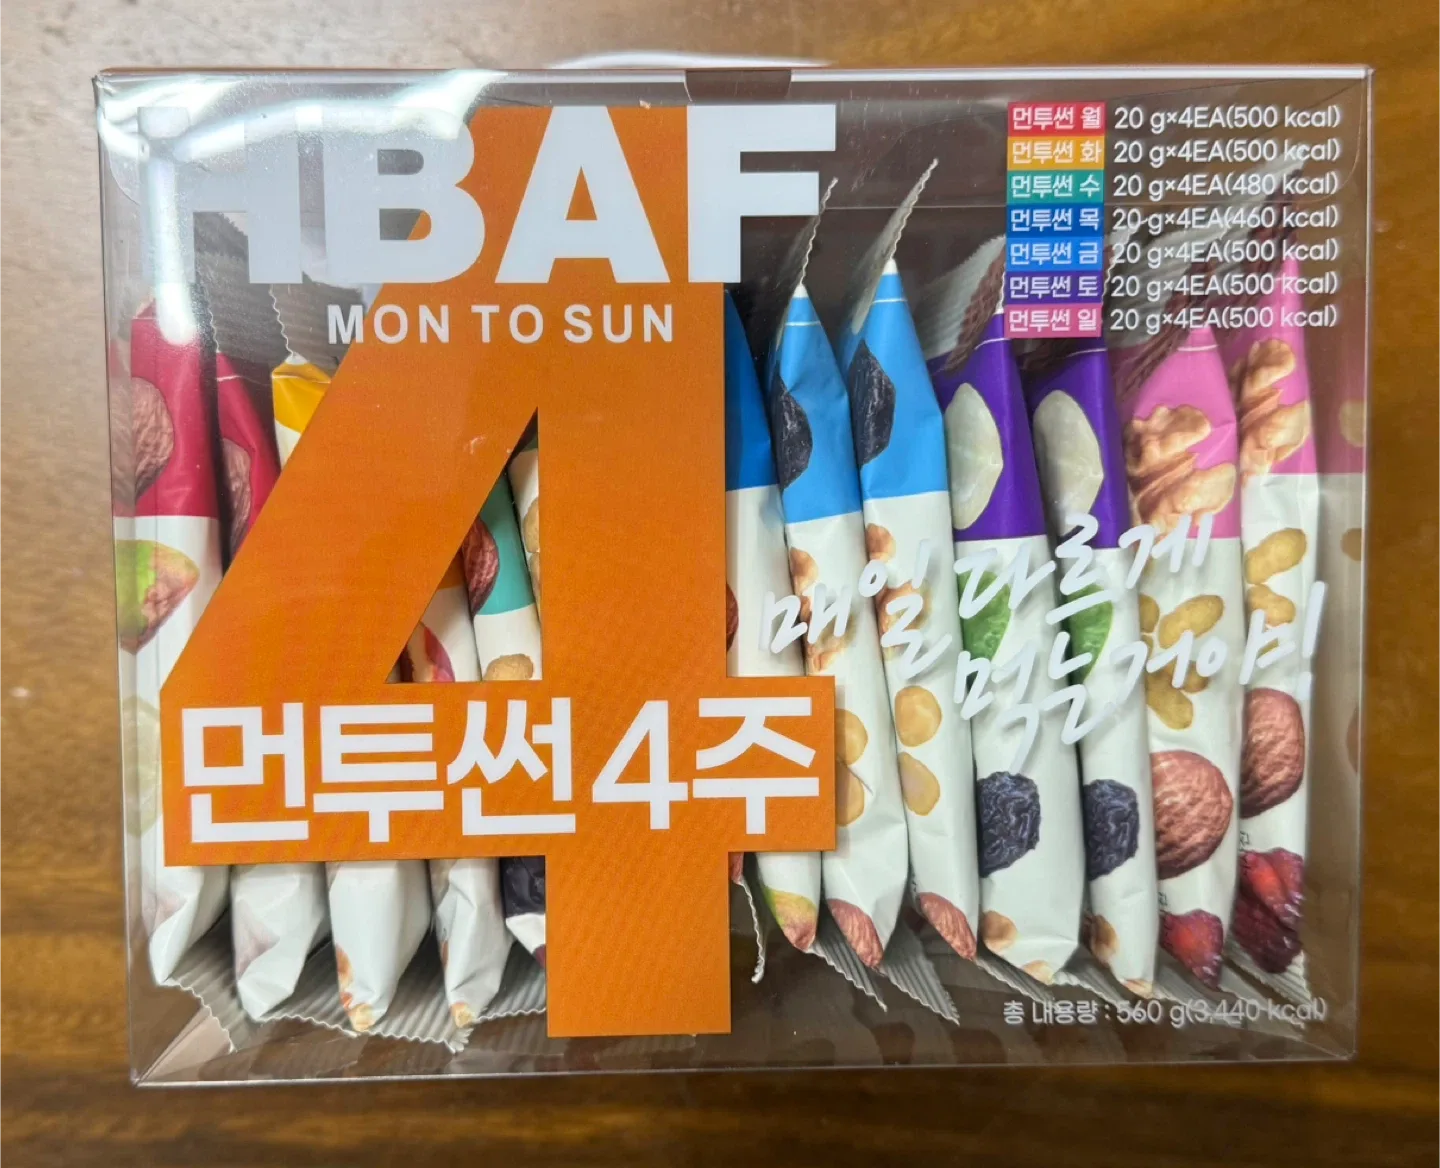 HBAF
MON TO SUN
먼투썬 월 20 g×4EA(500 kcal)
먼투썬 화 20 g×4EA(500 kcal)
먼투썬 수 20 g×4EA(480 kcal)
먼투썬 목 20 g×4EA(460 kcal)
먼투썬 금 20 g×4EA(500 kcal)
먼투썬 토 20 g×4EA(500 kcal)
먼투썬 일 20 g×4EA(500 kcal)
4
매일 다르게
먹는거야!
먼투썬 4주
총 내용량 : 560 g(3,440 kcal)